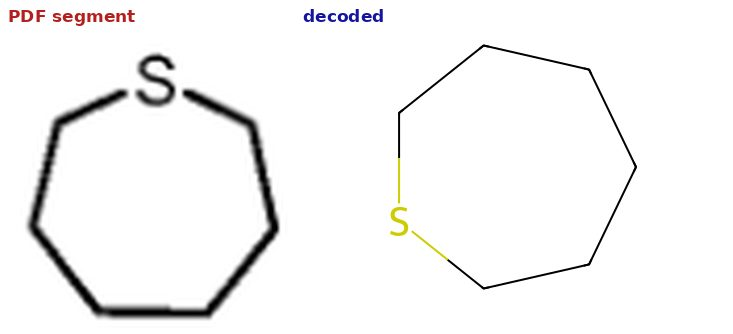 PDF segment
decoded
S
S